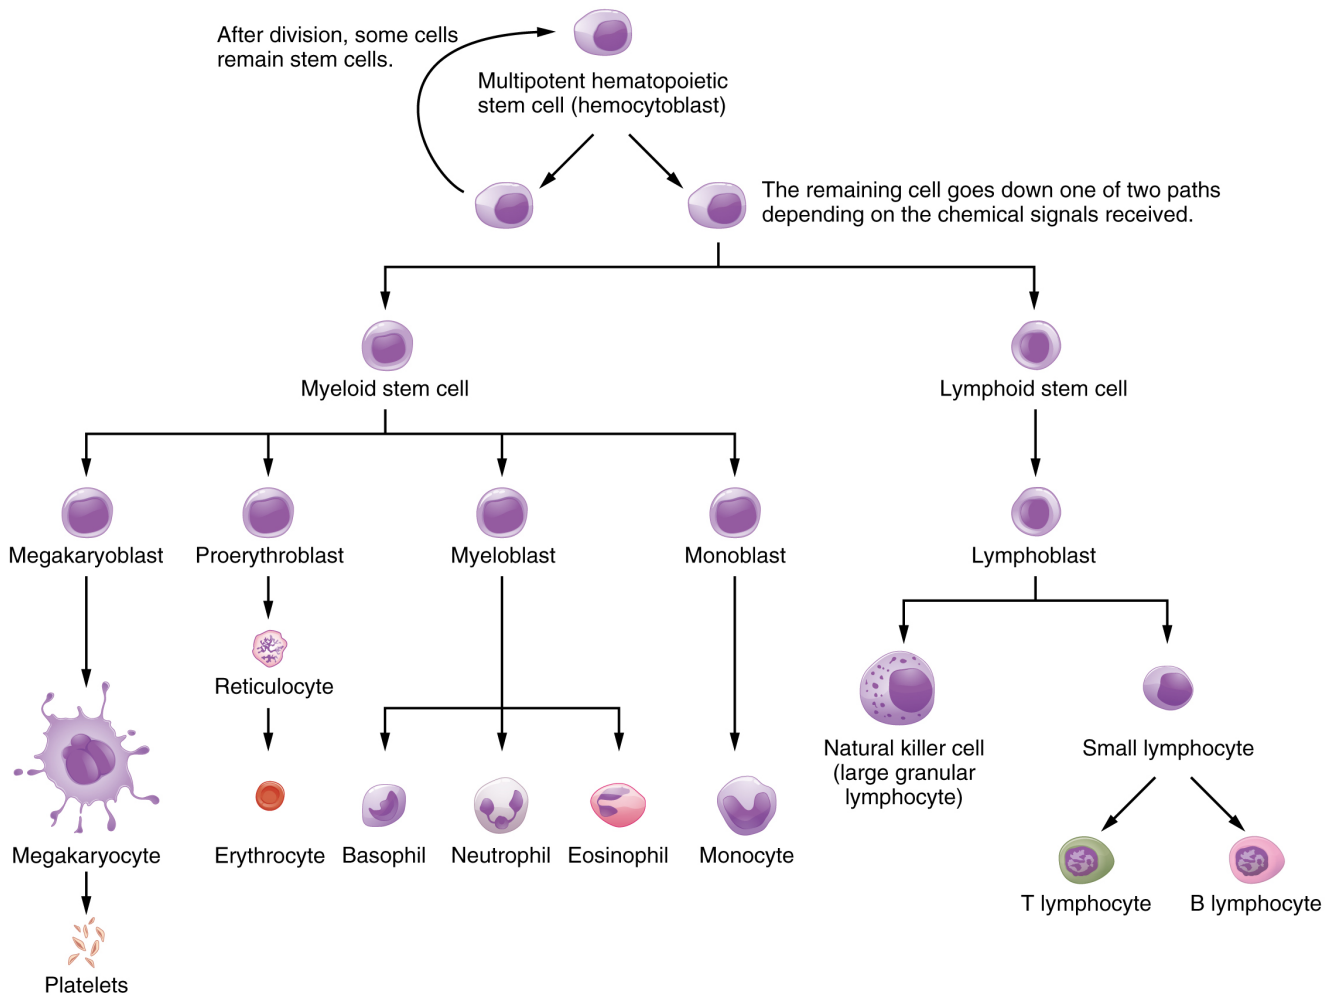 After division, some cells
remain stem cells.
Multipotent hematopoietic
stem cell (hemocytoblast)
The remaining cell goes down one of two paths
depending on the chemical signals received.
Myeloid stem cell
Lymphoid stem cell
Megakaryoblast
Proerythroblast
Myeloblast
Monoblast
Lymphoblast
Reticulocyte
Natural killer cell
(large granular
lymphocyte)
Small lymphocyte
Megakaryocyte
Erythrocyte
Basophil
Neutrophil
Eosinophil
Monocyte
T lymphocyte
B lymphocyte
Platelets